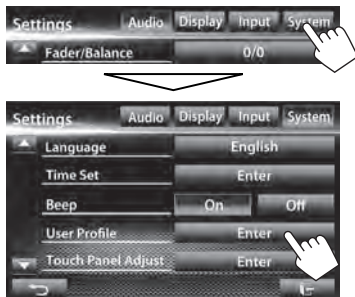 Settings Audio Display Input System
Fader/Balance 0/0
Settings Audio Display Input System
Language English
Time Set Enter
Beep On Off
User Profile Enter
Touch Panel Adjust Enter